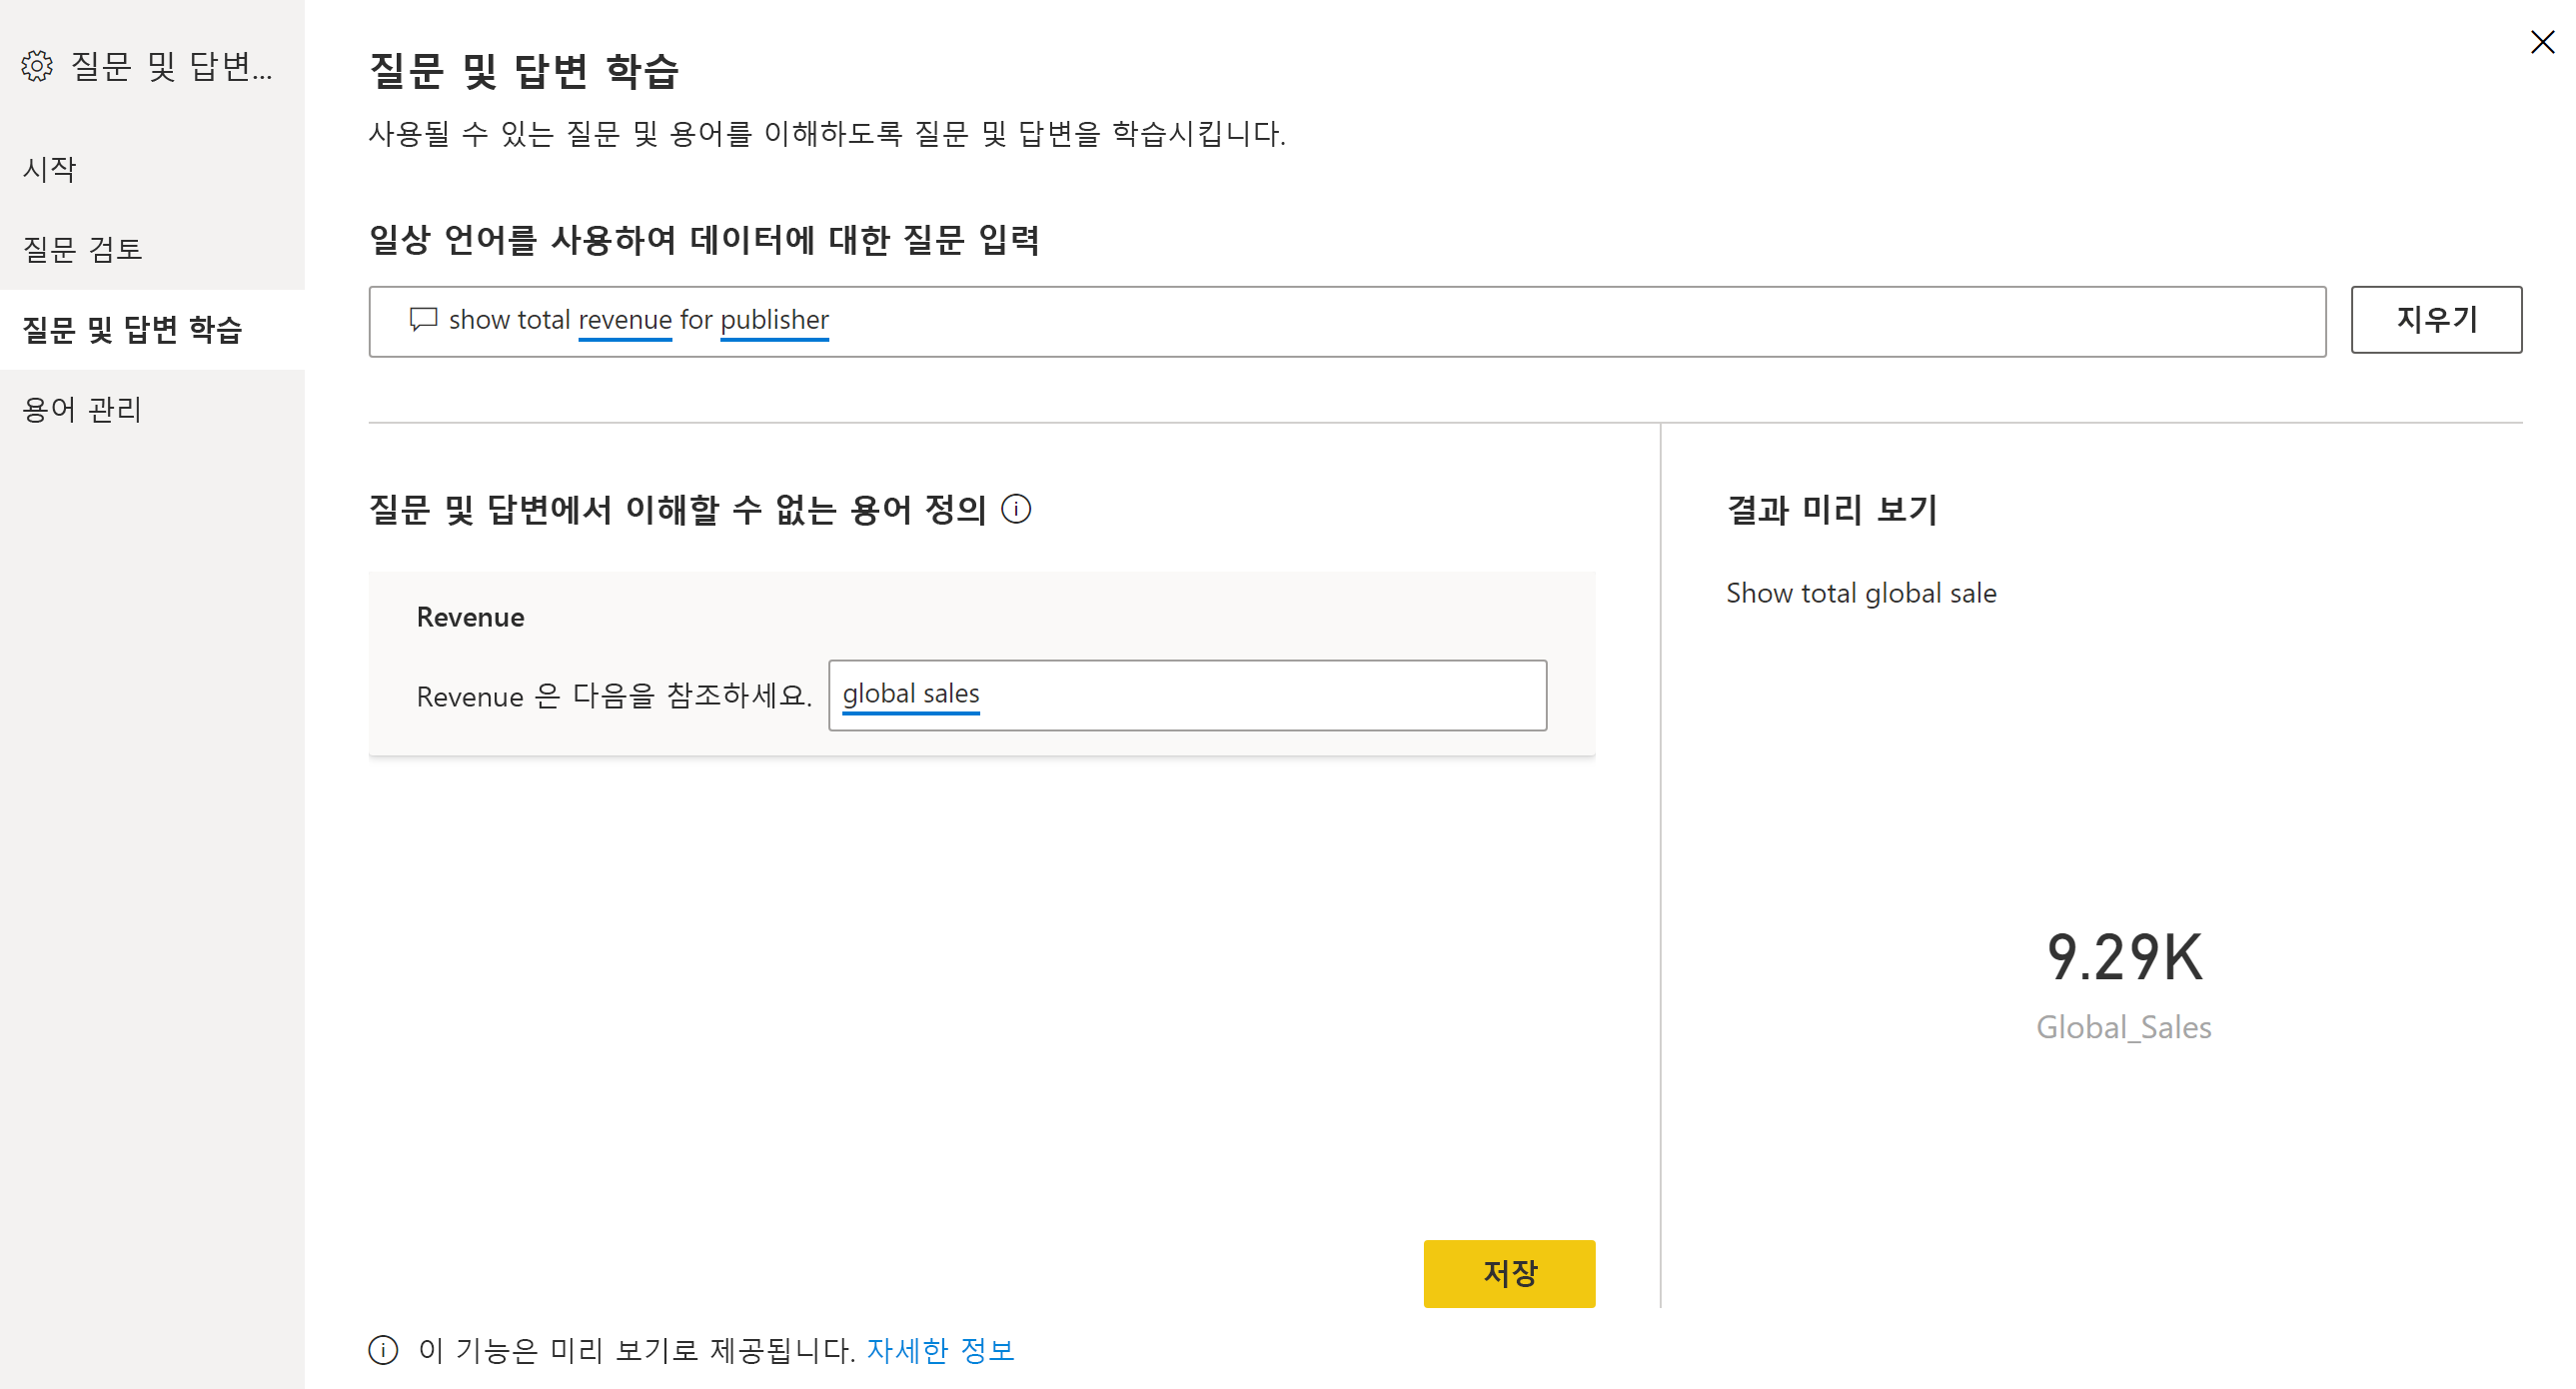 질문 및 답변...
시작
질문 검토
질문 및 답변 학습
용어 관리
질문 및 답변 학습
사용될 수 있는 질문 및 용어를 이해하도록 질문 및 답변을 학습시킵니다.
일상 언어를 사용하여 데이터에 대한 질문 입력
show total revenue for publisher
지우기
질문 및 답변에서 이해할 수 없는 용어 정의
Revenue
Revenue 은 다음을 참조하세요. global sales
저장
결과 미리 보기
Show total global sale
9.29K
Global_Sales
이 기능은 미리 보기로 제공됩니다. 자세한 정보